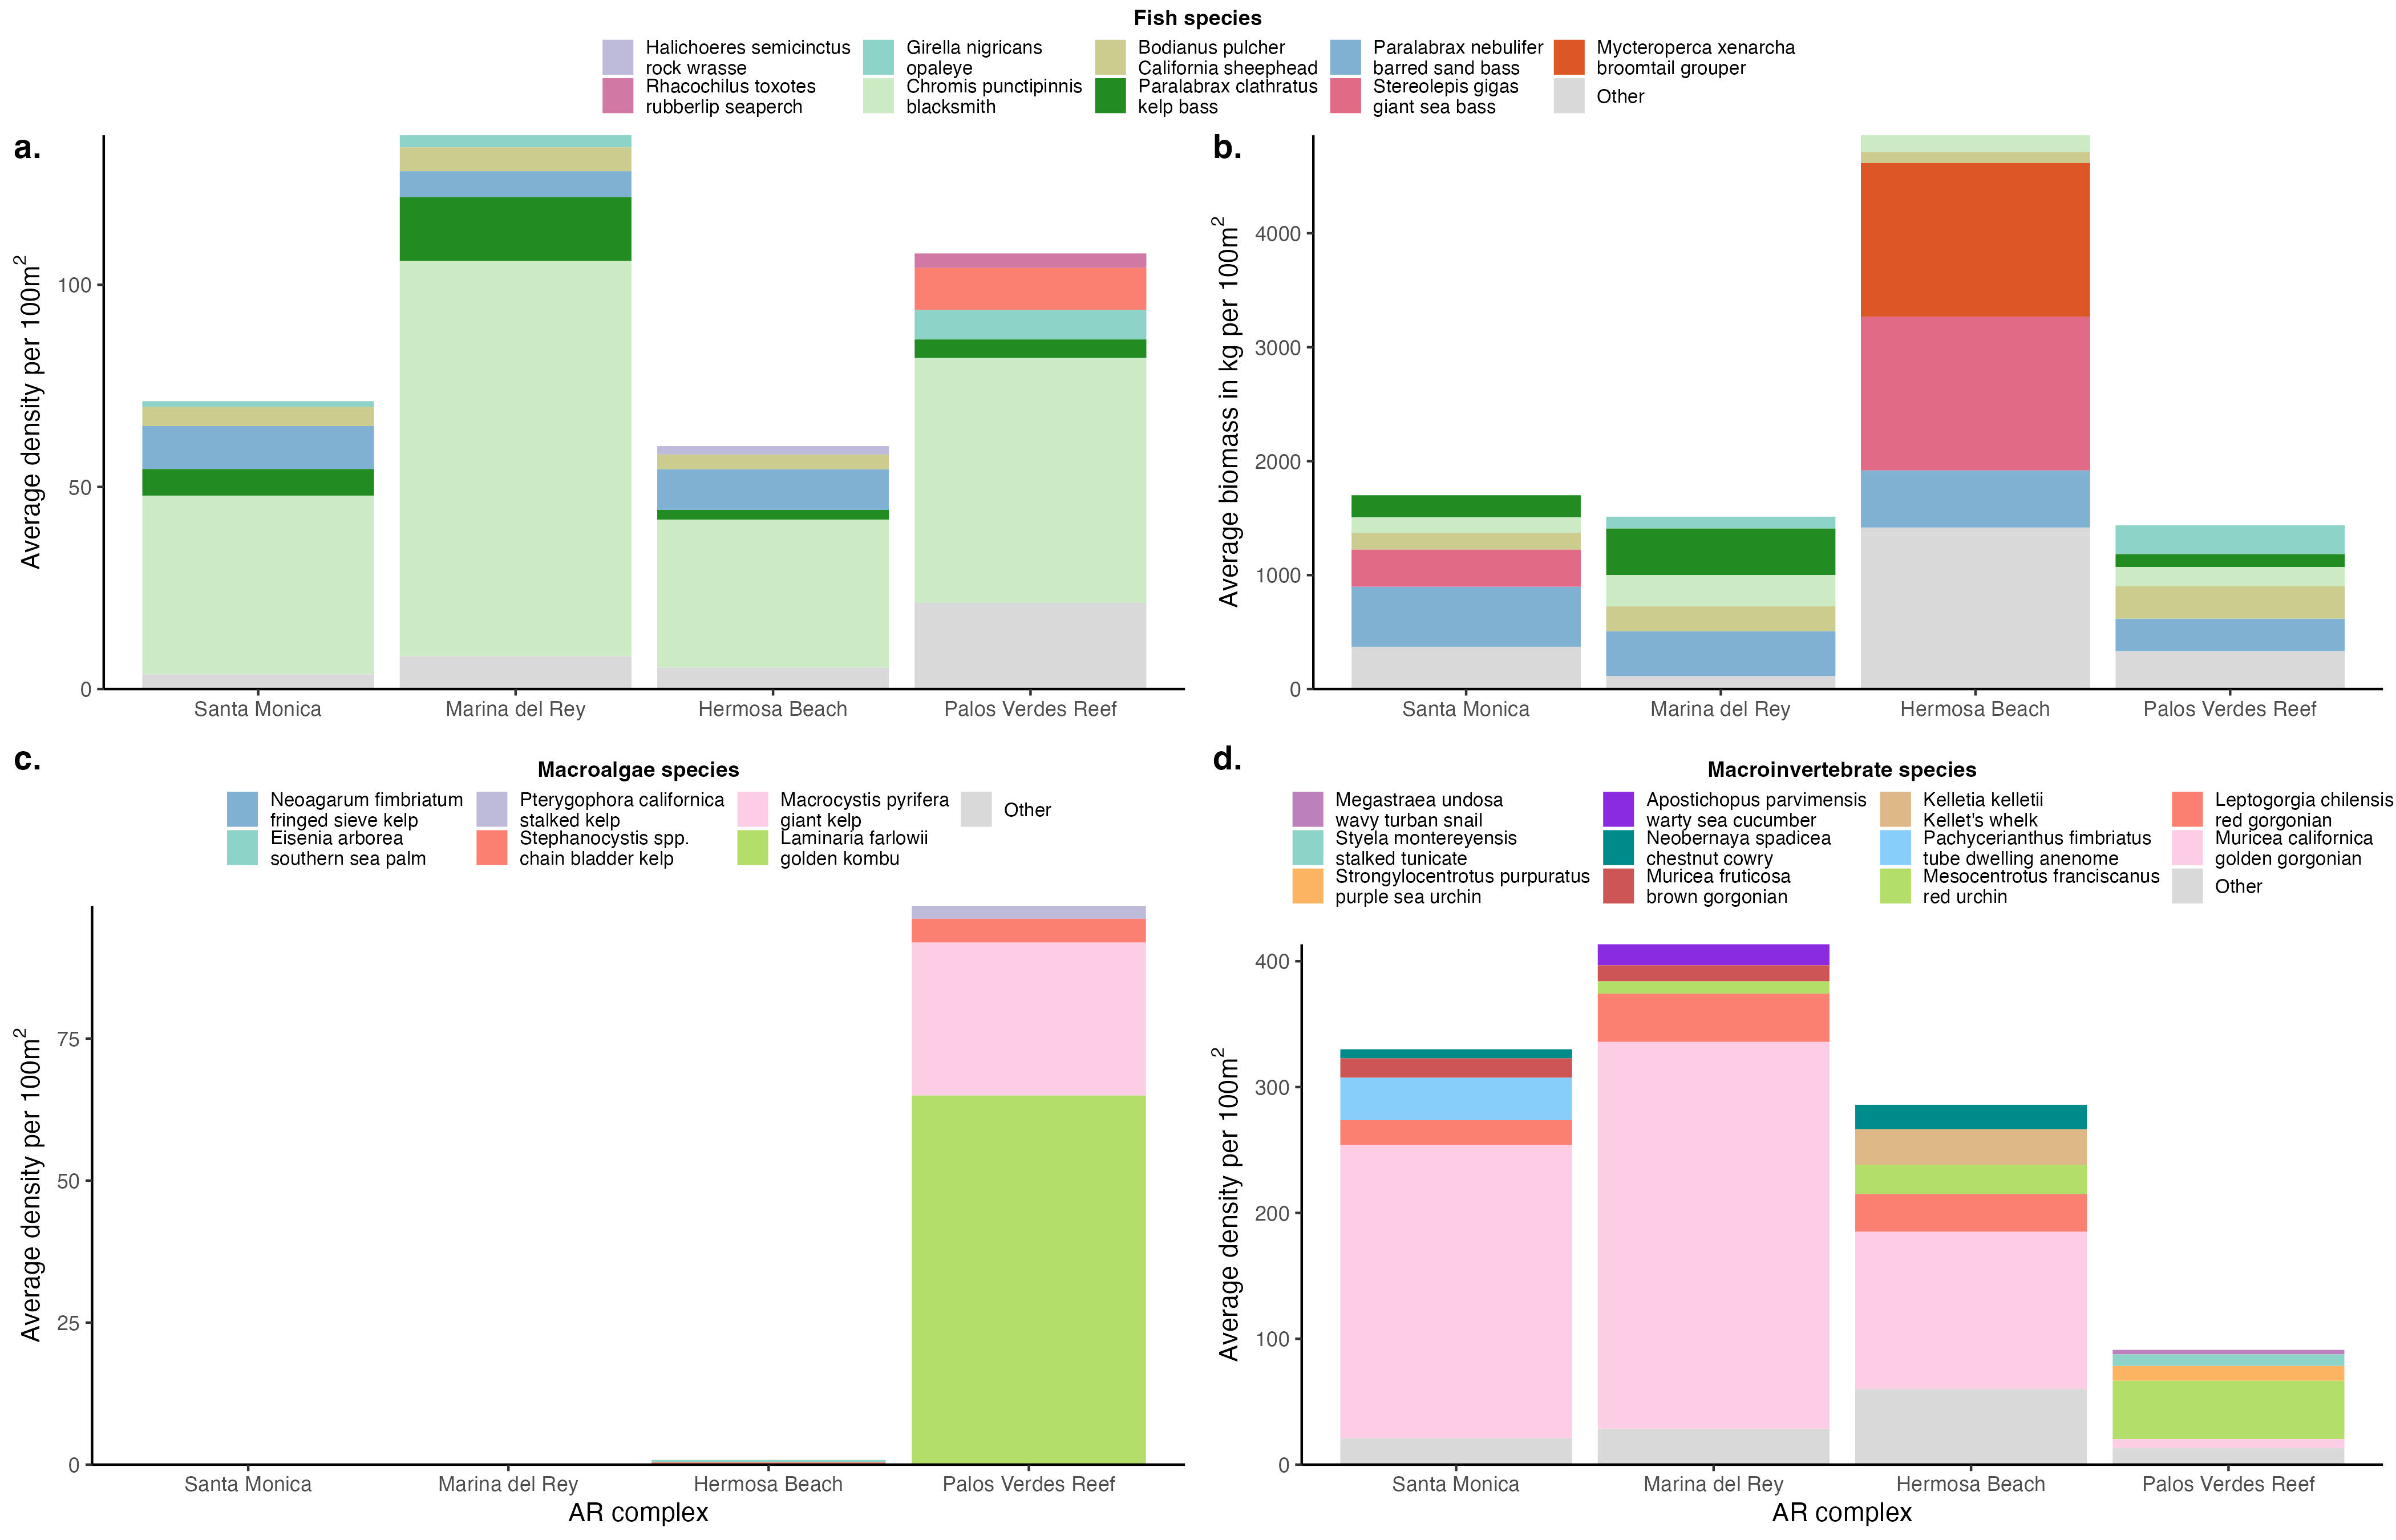 Fish species
Halichoeres semicinctus
rock wrasse
Rhacochilus toxotes
rubberlip seaperch
Girella nigricans
opaleye
Chromis punctipinnis
blacksmith
Bodianus pulcher
California sheephead
Paralabrax clathratus
kelp bass
Paralabrax nebulifer
barred sand bass
Stereolepis gigas
giant sea bass
Mycteroperca xenarcha
broomtail grouper
Other
a.
Average density per 100m²
100
50
0
Santa Monica
Marina del Rey
Hermosa Beach
Palos Verdes Reef
b.
Average biomass in kg per 100m²
4000
3000
2000
1000
0
Santa Monica
Marina del Rey
Hermosa Beach
Palos Verdes Reef
c.
Macroalgae species
Neoagarum fimbriatum
fringed sieve kelp
Eisenia arborea
southern sea palm
Pterygophora californica
stalked kelp
Stephanocystis spp.
chain bladder kelp
Macrocystis pyrifera
giant kelp
Laminaria farlowii
golden kombu
Other
Average density per 100m²
75
50
25
0
Santa Monica
Marina del Rey
Hermosa Beach
Palos Verdes Reef
AR complex
d.
Macroinvertebrate species
Megastraea undosa
wavy turban snail
Styela montereyensis
stalked tunicate
Strongylocentrotus purpuratus
purple sea urchin
Apostichopus parvimensis
warty sea cucumber
Neobernaya spadicea
chestnut cowry
Muricea fruticosa
brown gorgonian
Kelletia kelletii
Kellet's whelk
Pachycerianthus fimbriatus
tube dwelling anenome
Mesocentrotus franciscanus
red urchin
Leptogorgia chilensis
red gorgonian
Muricea californica
golden gorgonian
Other
Average density per 100m²
400
300
200
100
0
Santa Monica
Marina del Rey
Hermosa Beach
Palos Verdes Reef
AR complex